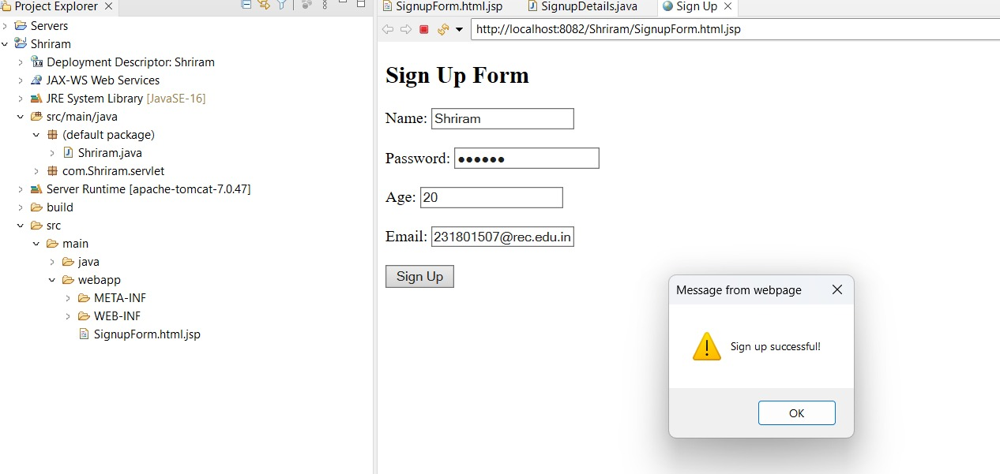 Project Explorer
Servers
Shriram
Deployment Descriptor: Shriram
JAX-WS Web Services
JRE System Library [JavaSE-16]
src/main/java
(default package)
Shriram.java
com.Shriram.servlet
Server Runtime [apache-tomcat-7.0.47]
build
src
main
java
webapp
META-INF
WEB-INF
SignupForm.html.jsp
SignupForm.html.jsp SignupDetails.java Sign Up
http://localhost:8082/Shriram/SignupForm.html.jsp
Sign Up Form
Name: Shriram
Password: ●●●●●●
Age: 20
Email: 231801507@rec.edu.in
Sign Up
Message from webpage
Sign up successful!
OK